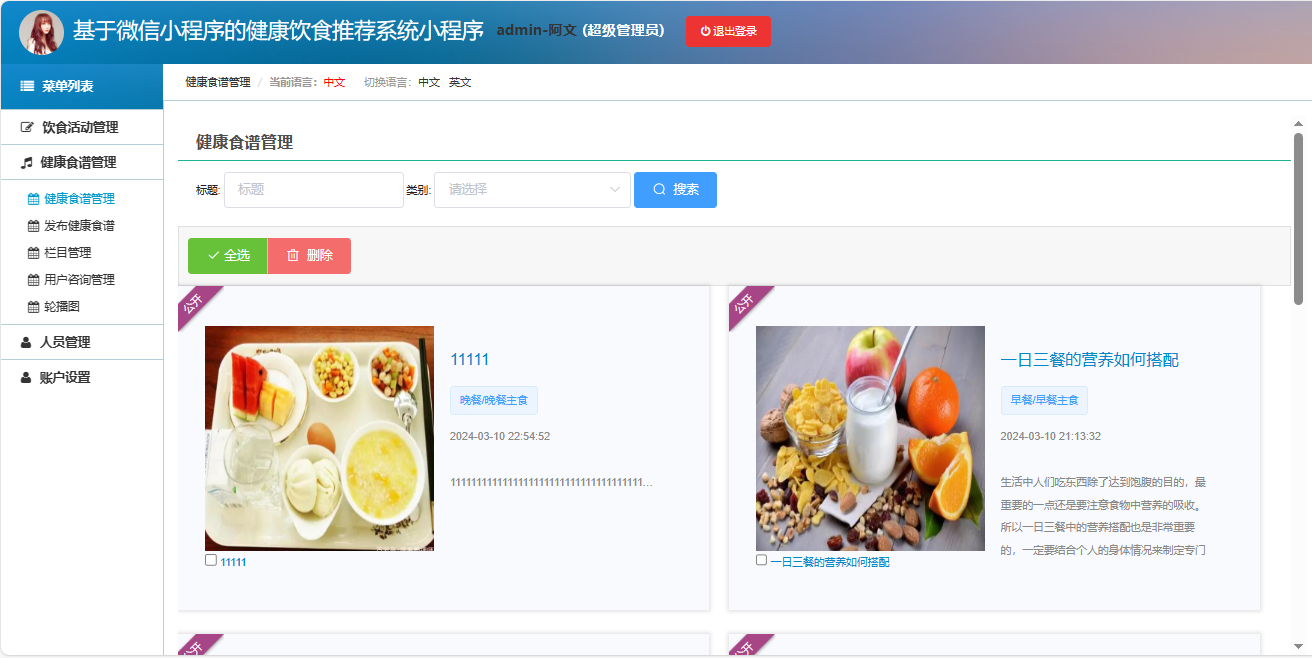 基于微信小程序的健康饮食推荐系统小程序 admin-阿文 (超级管理员) 退出登录
菜单列表
健康食谱管理 / 当前语言：中文 切换语言：中文 英文
饮食活动管理
健康食谱管理
健康食谱管理
发布健康食谱
栏目管理
用户咨询管理
轮播图
人员管理
账户设置
健康食谱管理
标题: 标题 类别: 请选择 搜索
全选 删除
公开
11111
晚餐/晚餐主食
2024-03-10 22:54:52
11111
公开
一日三餐的营养如何搭配
早餐/早餐主食
2024-03-10 21:13:32
生活中人们吃东西除了达到饱腹的目的，最
重要的一点还是要注意食物中营养的吸收。
所以一日三餐中的营养搭配也是非常重要
的，一定要结合个人的身体情况来制定专门
一日三餐的营养如何搭配